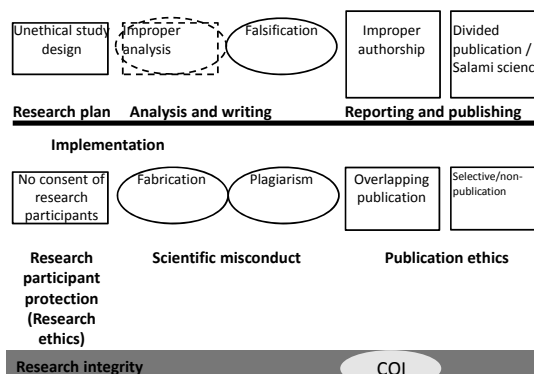 Unethical study
design
Improper
analysis
Falsification
Improper
authorship
Divided
publication /
Salami scienc
Research plan
Analysis and writing
Reporting and publishing
Implementation
No consent of
research
participants
Fabrication
Plagiarism
Overlapping
publication
Selective/non-
publication
Research
participant
protection
(Research
ethics)
Scientific misconduct
Publication ethics
Research integrity
COI